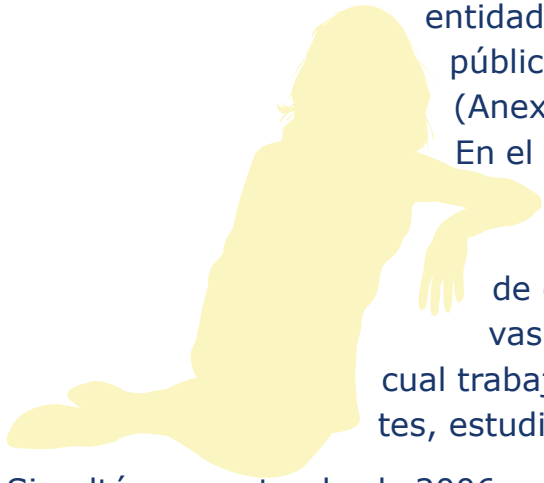 entidad
públic
(Anex
En el
de
vas
cual traba
tes, estudi